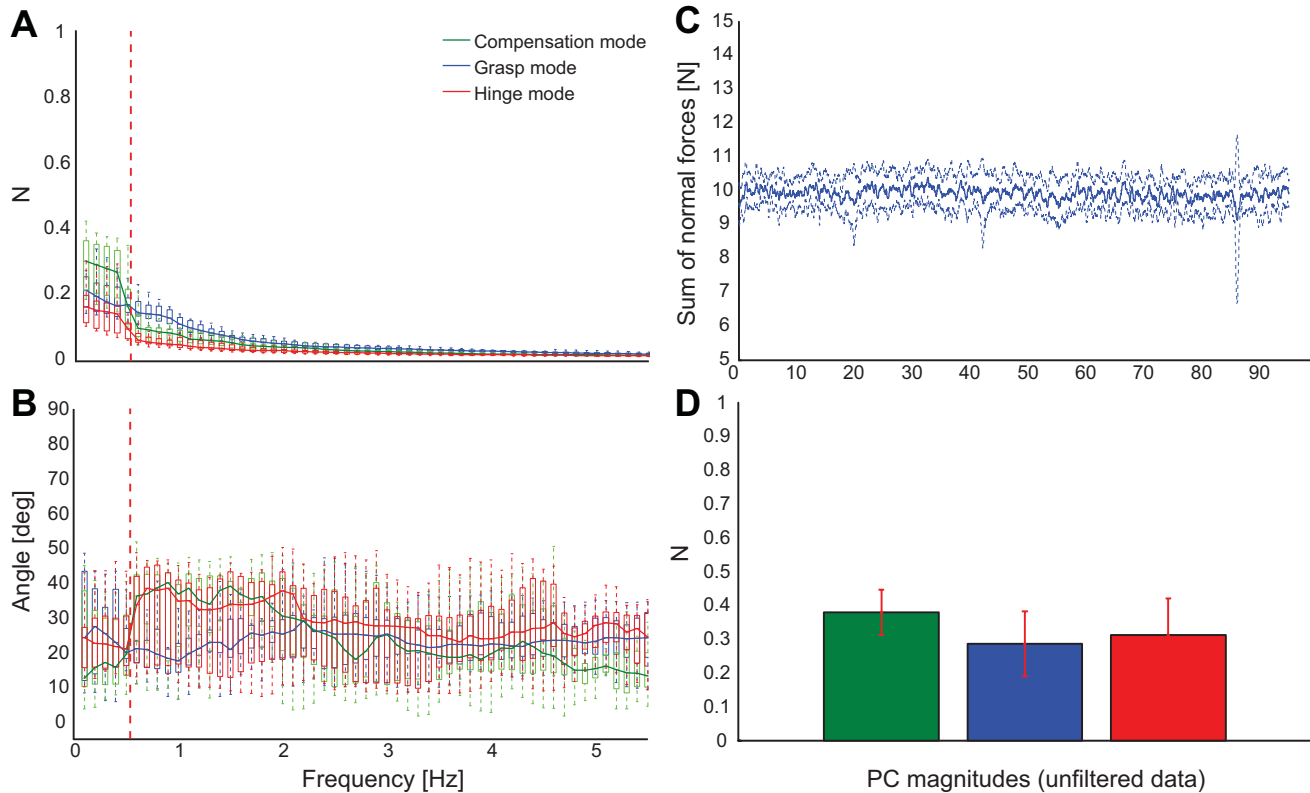 A
N
1
0.8
0.6
0.4
0.2
0
Compensation mode
Grasp mode
Hinge mode
B
Angle [deg]
90
80
70
60
50
40
30
20
10
0
0 1 2 3 4 5
Frequency [Hz]
C
Sum of normal forces [N]
15
14
13
12
11
10
9
8
7
6
5
0 10 20 30 40 50 60 70 80 90
D
N
1
0.9
0.8
0.7
0.6
0.5
0.4
0.3
0.2
0.1
0
PC magnitudes (unfiltered data)